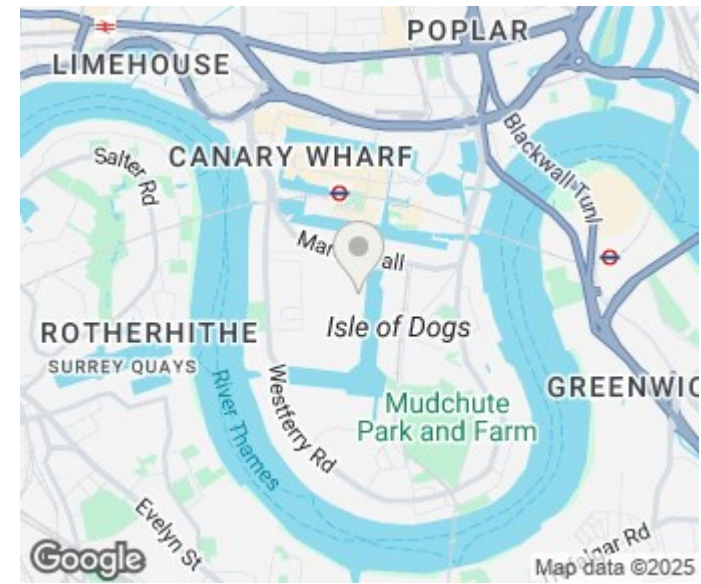 POPLAR
LIMEHOUSE
Blackwall Tunl
Salter Rd
CANARY WHARF
Isle of Dogs
ROTHERHITHE
SURREY QUAYS
River Thames
Westferry Rd
GREENWIC
Mudchute
Park and Farm
Evelyn St
Google
Map data ©2025